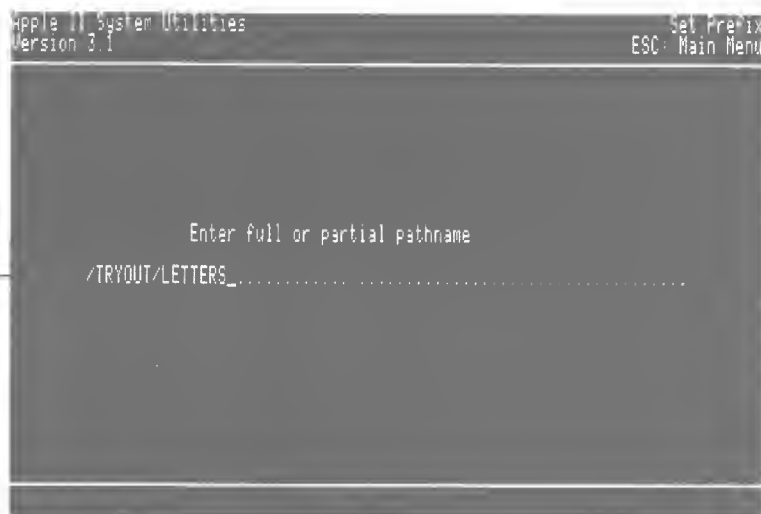 Apple II System Utilities Set Prefix
Version 3.1 ESC: Main Menu
Enter full or partial pathname
/TRYOUT/LETTERS_